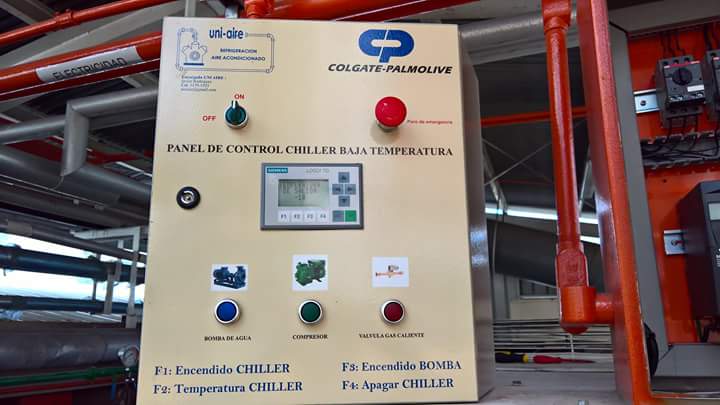 uni-aire
REFRIGERACIÓN
AIRE ACONDICIONADO
CP
COLGATE-PALMOLIVE
ELECTRICIDAD
ON
OFF
Paro de emergencia
PANEL DE CONTROL CHILLER BAJA TEMPERATURA
SIEMENS
LOGO! TD
F1 F2 F3 F4
BOMBA DE AGUA
COMPRESOR
VALVULA GAS CALIENTE
F1: Encendido CHILLER
F3: Encendido BOMBA
F2: Temperatura CHILLER
F4: Apagar CHILLER